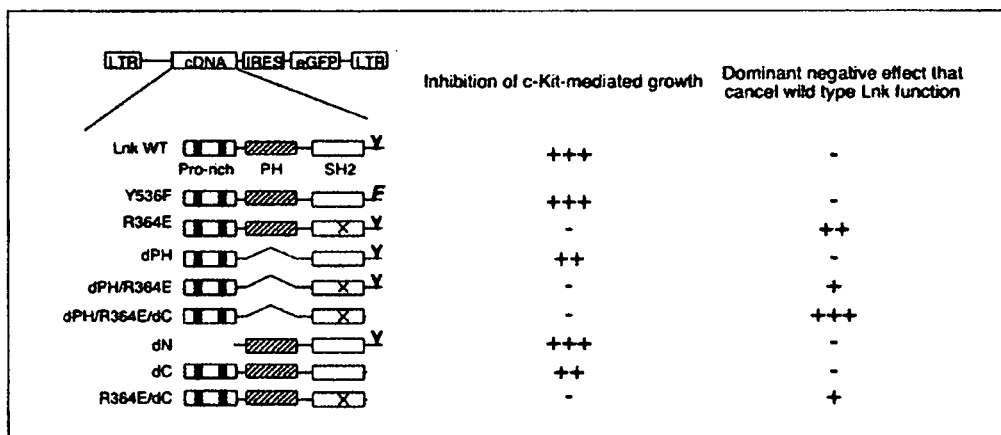 LTR cDNA IRES eGFP LTR
Inhibition of c-Kit-mediated growth
Dominant negative effect that
cancel wild type Lnk function
Lnk WT Y +++ -
Pro-rich PH SH2
Y536F F +++ -
R364E X Y - ++
dPH Y ++ -
dPH/R364E X Y - +
dPH/R364E/dC X - +++
dN Y +++ -
dC ++ -
R364E/dC X - +